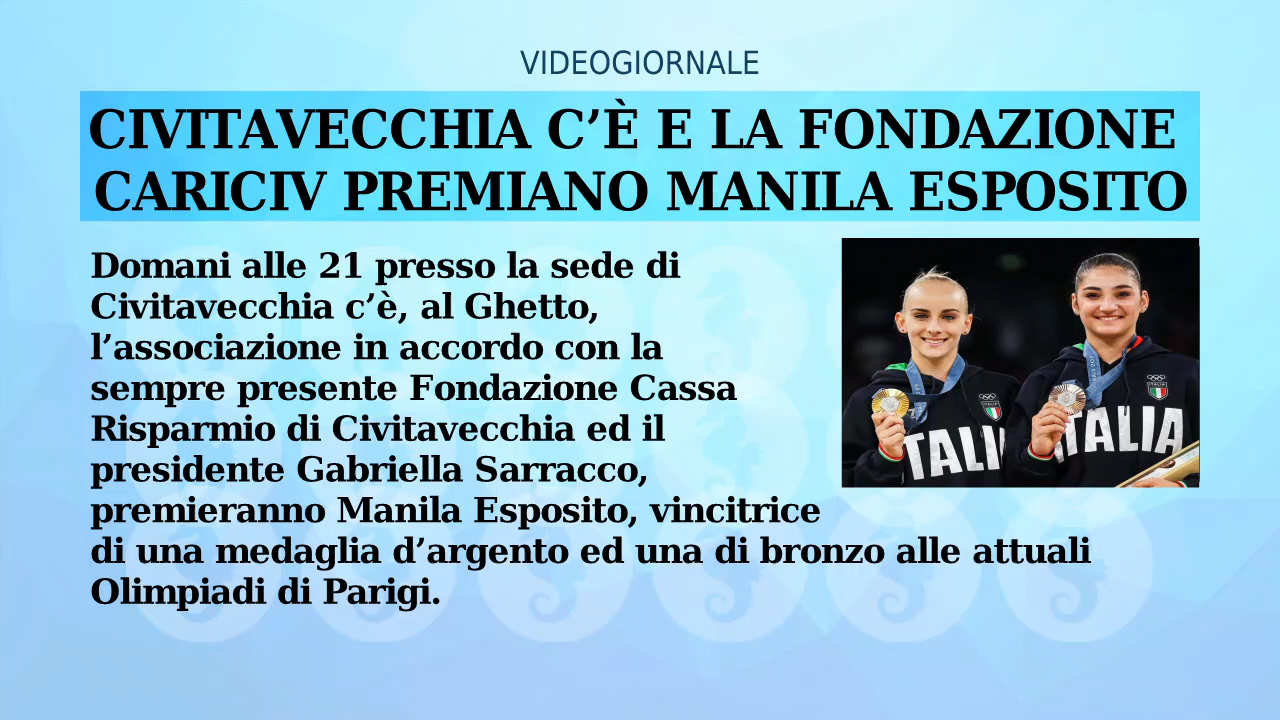 VIDEOGIORNALE
CIVITAVECCHIA C’È E LA FONDAZIONE
CARICIV PREMIANO MANILA ESPOSITO
Domani alle 21 presso la sede di
Civitavecchia c’è, al Ghetto,
l’associazione in accordo con la
sempre presente Fondazione Cassa
Risparmio di Civitavecchia ed il
presidente Gabriella Sarracco,
premieranno Manila Esposito, vincitrice
di una medaglia d’argento ed una di bronzo alle attuali
Olimpiadi di Parigi.
ITALI
ITALIA